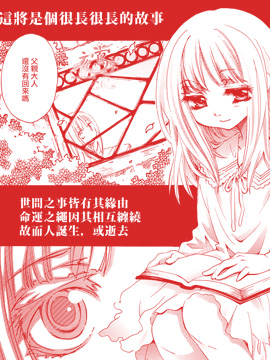 這將是個很長很長的故事
父親大人
還沒有回來嗎
世間之事皆有其緣由
命運之繩因其相互纏繞
故而人誕生，或逝去